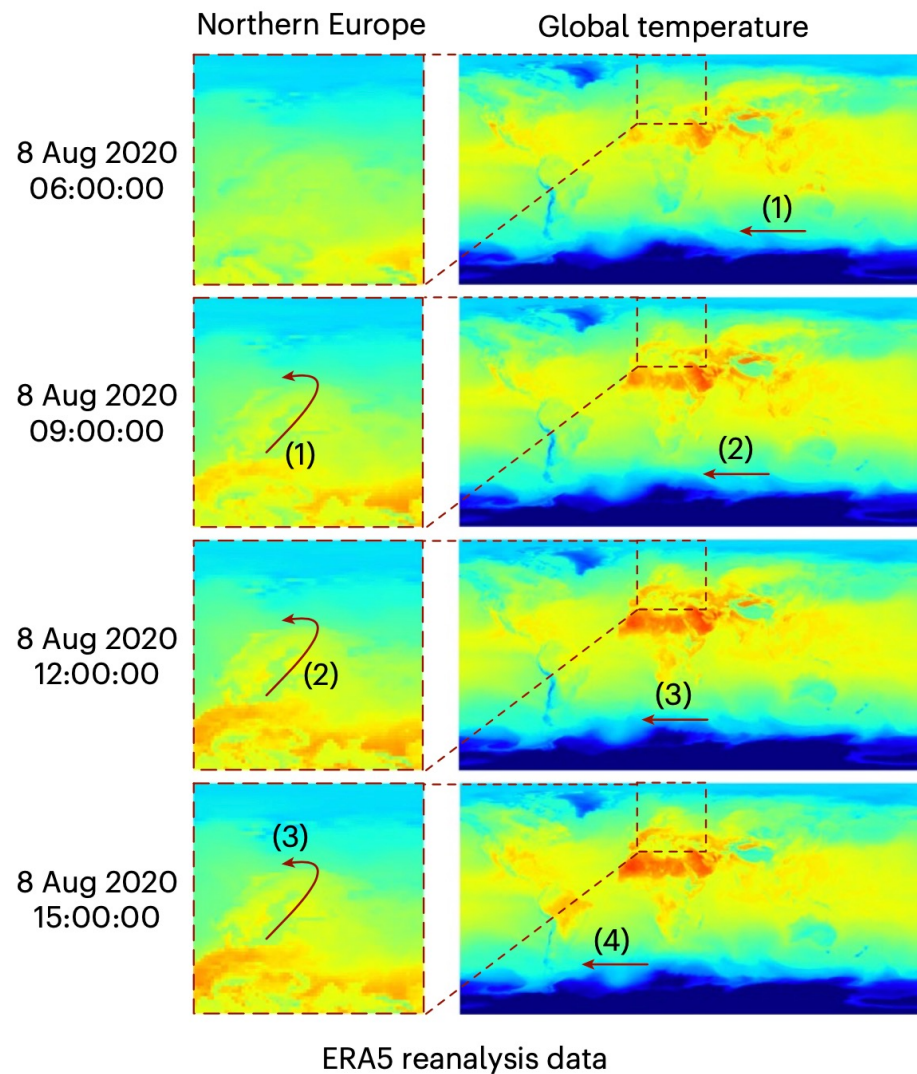 Northern Europe
Global temperature
8 Aug 2020
06:00:00
(1)
8 Aug 2020
09:00:00
(1)
(2)
8 Aug 2020
12:00:00
(2)
(3)
8 Aug 2020
15:00:00
(3)
(4)
ERA5 reanalysis data